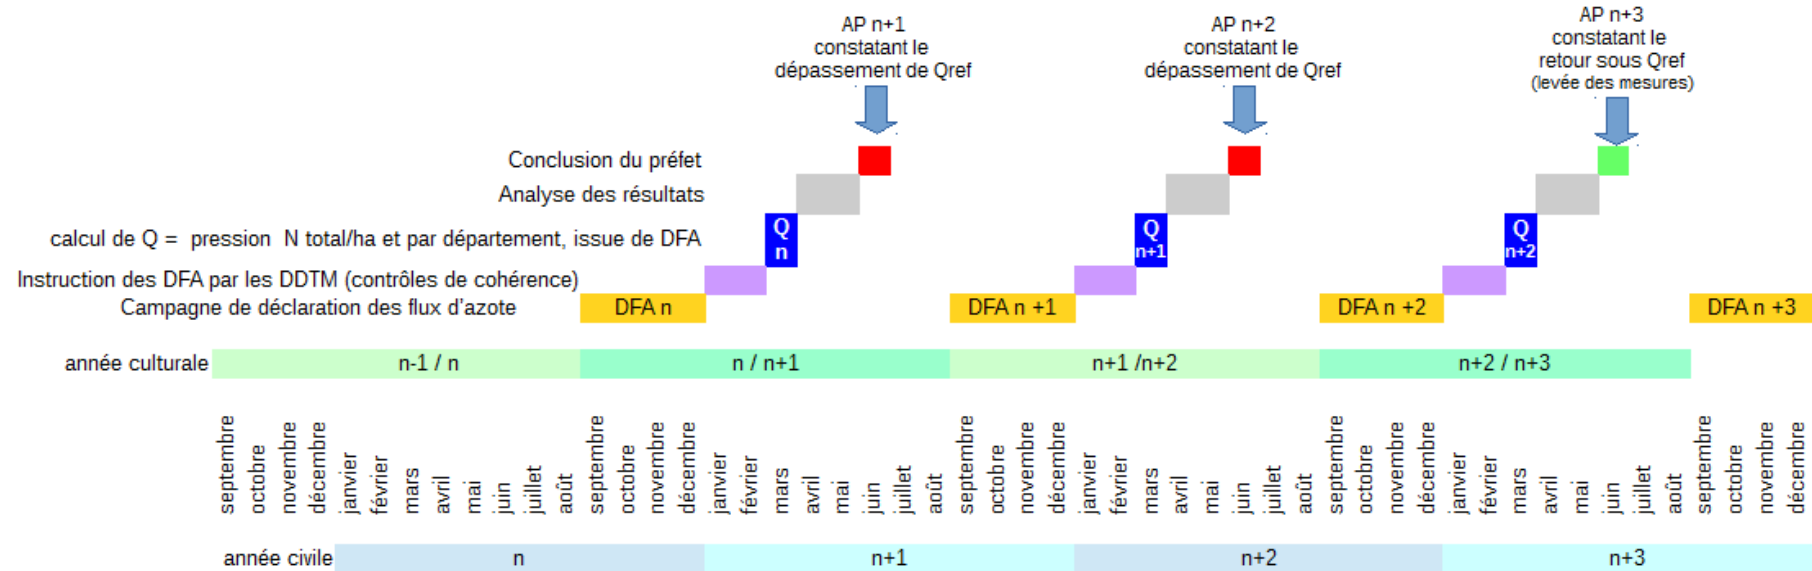 AP n+1
constatant le
dépassement de Qref
AP n+2
constatant le
dépassement de Qref
AP n+3
constatant le
retour sous Qref
(levée des mesures)
Conclusion du préfet
Analyse des résultats
calcul de Q = pression N total/ha et par département, issue de DFA
Q
n
Q
n+1
Q
n+2
Instruction des DFA par les DDTM (contrôles de cohérence)
Campagne de déclaration des flux d'azote
DFA n
DFA n +1
DFA n +2
DFA n +3
année culturale
n-1 / n
n / n+1
n+1 /n+2
n+2 / n+3
septembre
octobre
novembre
décembre
janvier
février
mars
avril
mai
juin
juillet
août
septembre
octobre
novembre
décembre
janvier
février
mars
avril
mai
juin
juillet
août
septembre
octobre
novembre
décembre
janvier
février
mars
avril
mai
juin
juillet
août
septembre
octobre
novembre
décembre
janvier
février
mars
avril
mai
juin
juillet
août
septembre
octobre
novembre
décembre
année civile
n
n+1
n+2
n+3